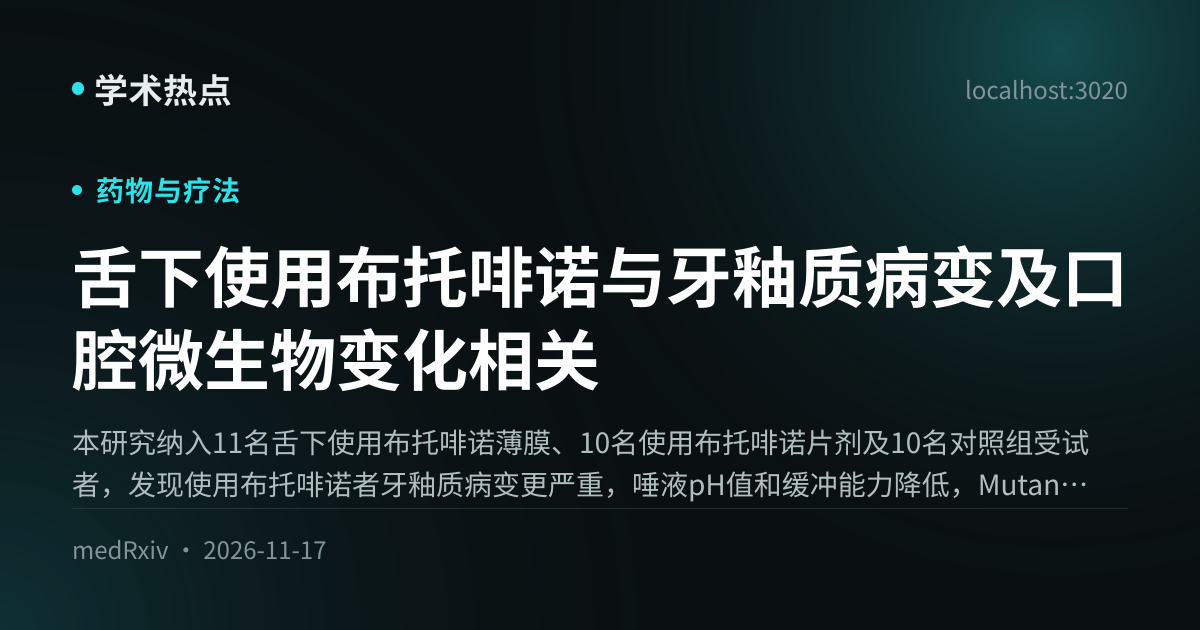 学术热点
localhost:3020
药物与疗法
舌下使用布托啡诺与牙釉质病变及口
腔微生物变化相关
本研究纳入11名舌下使用布托啡诺薄膜、10名使用布托啡诺片剂及10名对照组受试
者，发现使用布托啡诺者牙釉质病变更严重，唾液pH值和缓冲能力降低，Mutan…
medRxiv • 2026-11-17